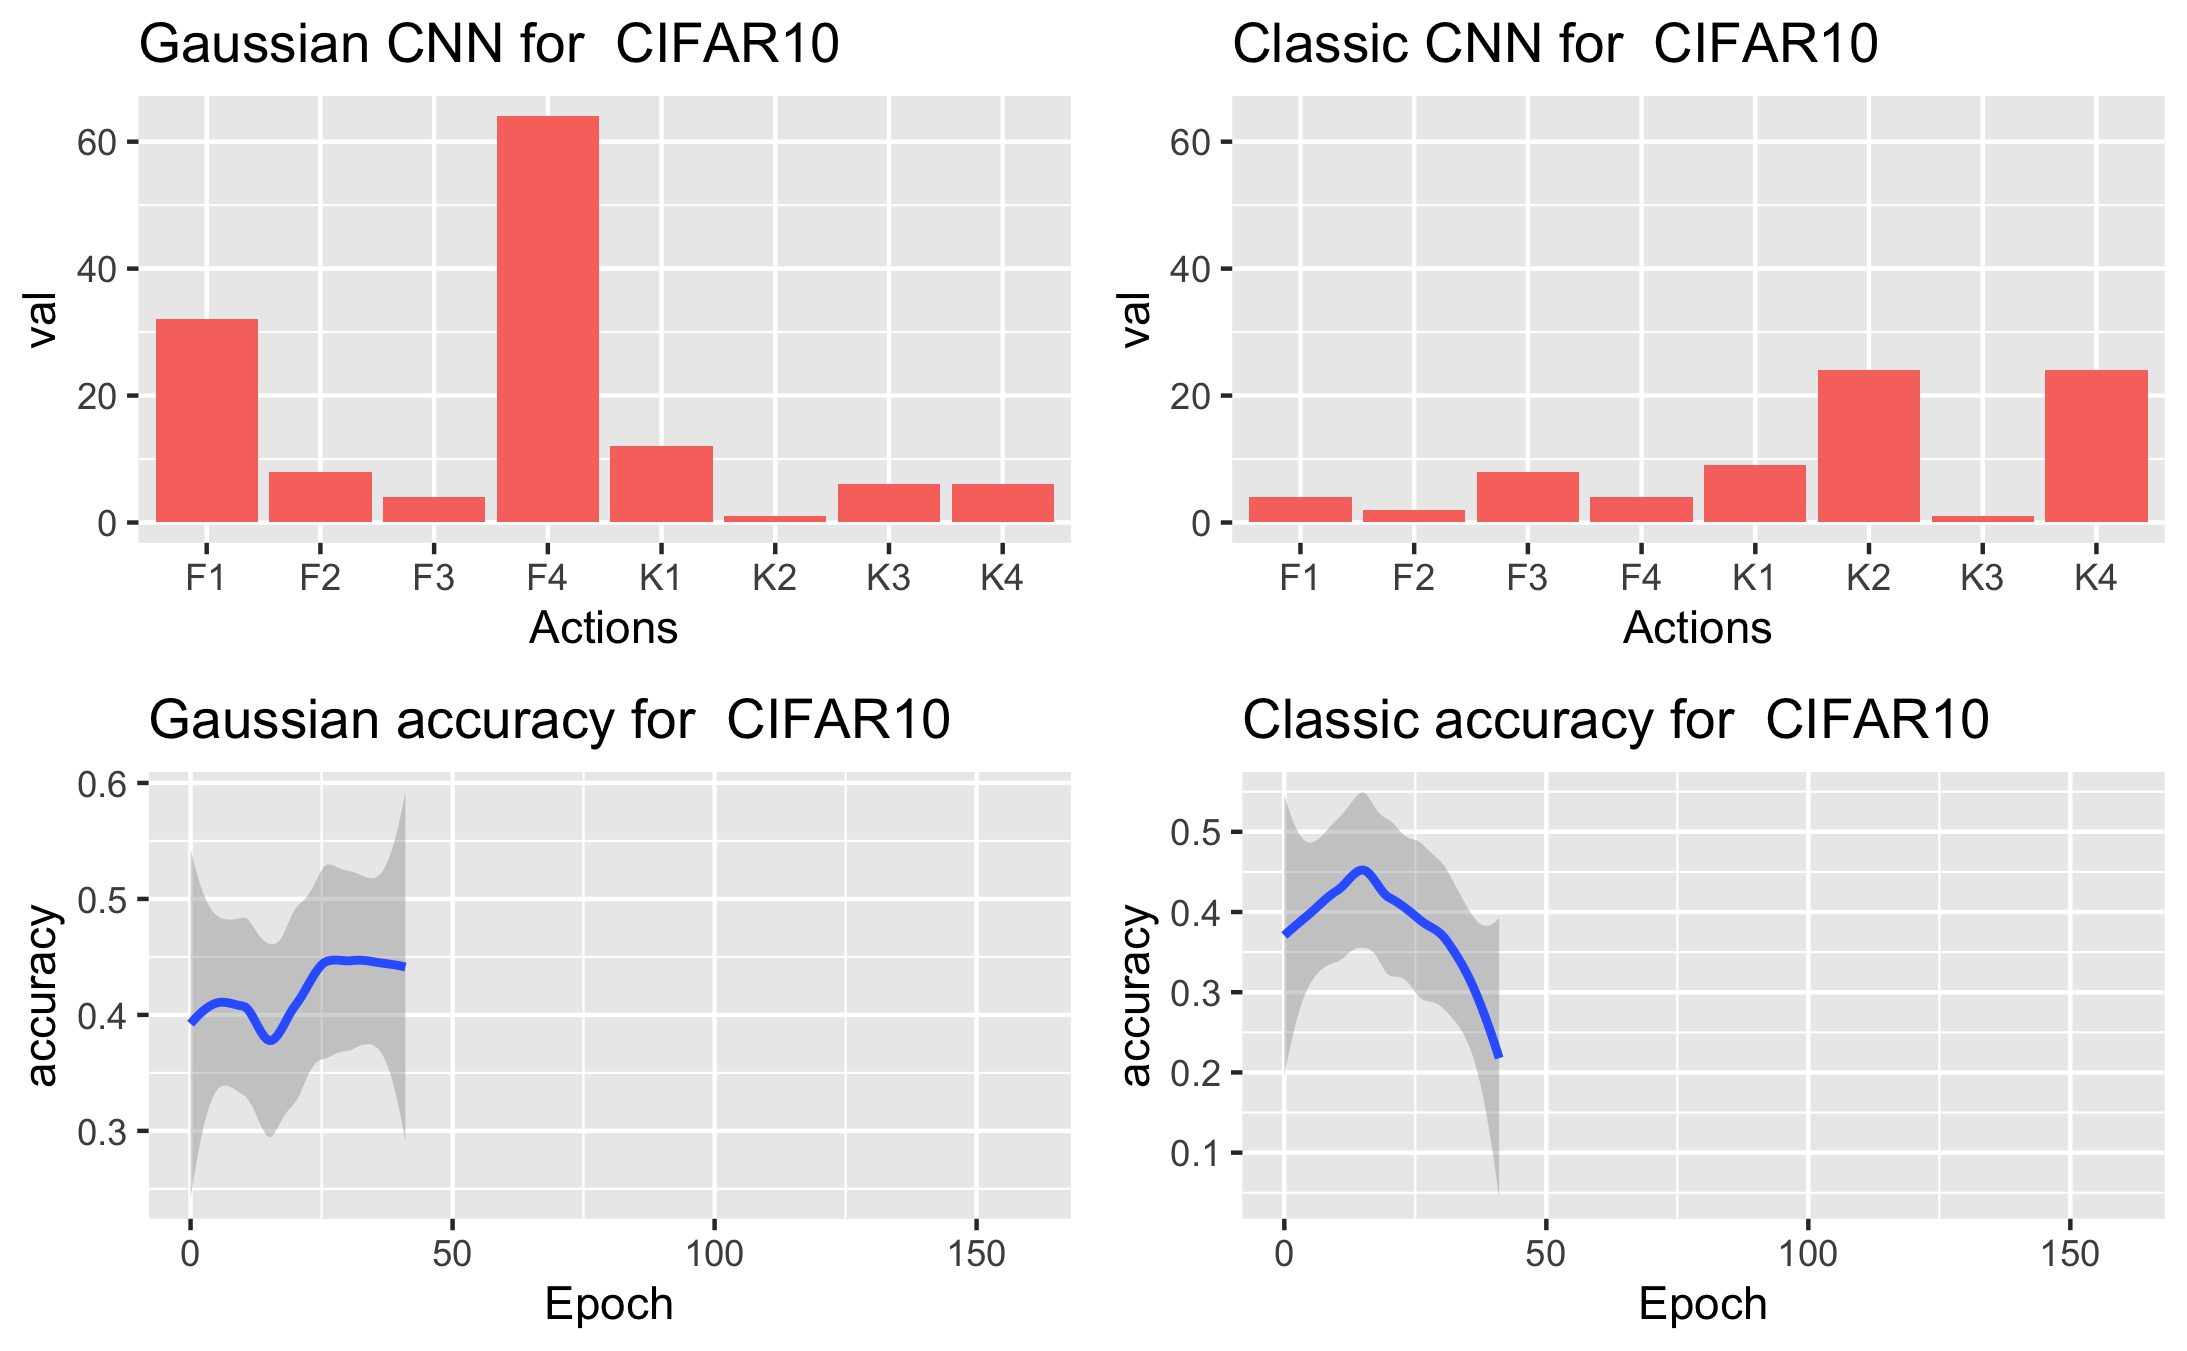 Gaussian CNN for  CIFAR10
val
60
40
20
0
F1 F2 F3 F4 K1 K2 K3 K4
Actions
Classic CNN for  CIFAR10
val
60
40
20
0
F1 F2 F3 F4 K1 K2 K3 K4
Actions
Gaussian accuracy for  CIFAR10
accuracy
0.6
0.5
0.4
0.3
0 50 100 150
Epoch
Classic accuracy for  CIFAR10
accuracy
0.5
0.4
0.3
0.2
0.1
0 50 100 150
Epoch